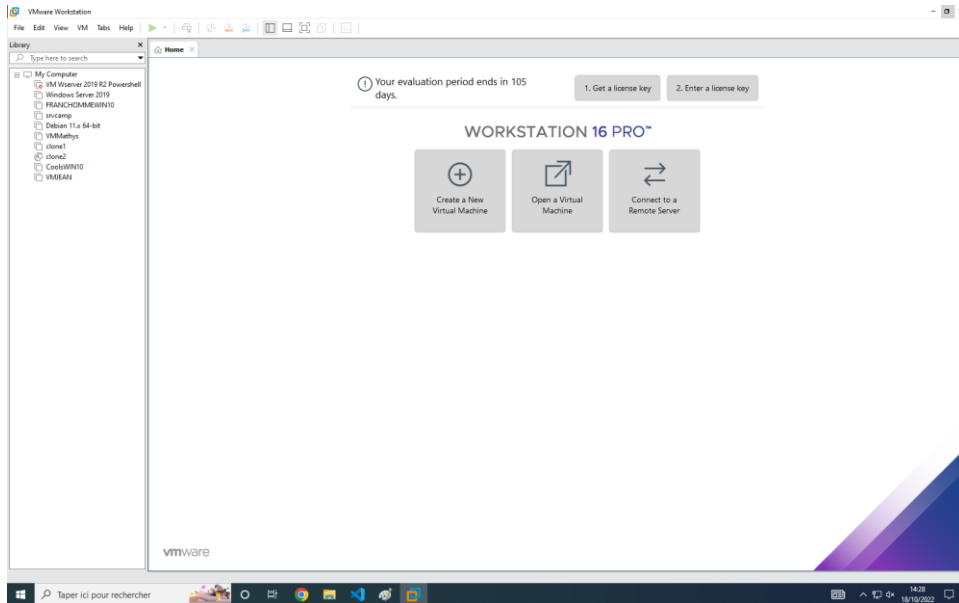 VMware Workstation
File Edit View VM Tabs Help
Library
Type here to search
My Computer
VM Wserver 2019 R2 Powershell
Windows Server 2019
FRANCHOMMEWIN10
srvcamp
Debian 11.x 64-bit
VMMathys
clone1
clone2
CoolsWIN10
VMJEAN
Home
Your evaluation period ends in 105
days.
1. Get a license key
2. Enter a license key
WORKSTATION 16 PRO™
Create a New
Virtual Machine
Open a Virtual
Machine
Connect to a
Remote Server
vmware
Taper ici pour rechercher
14:28
18/10/2022